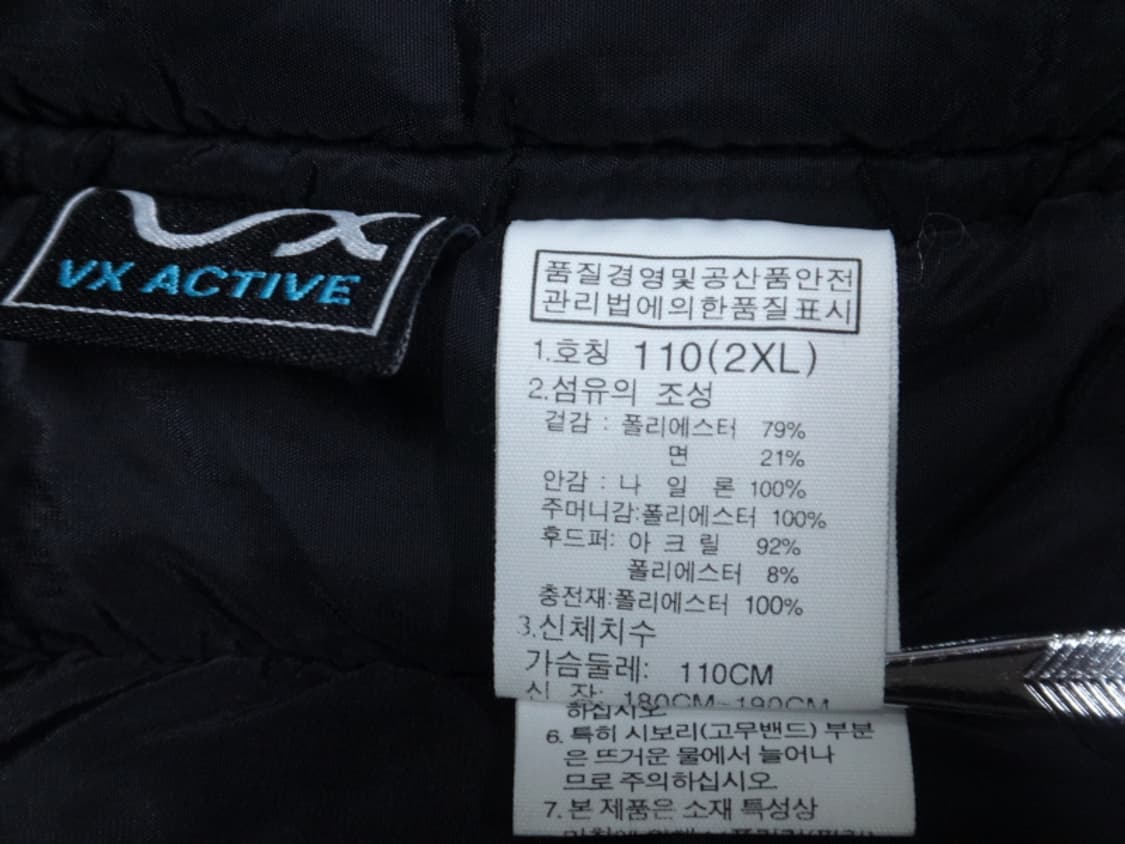 VX
VX ACTIVE
품질경영및공산품안전
관리법에의한품질표시
1.호칭 110(2XL)
2.섬유의 조성
겉감 : 폴리에스터 79%
면 21%
안감 : 나 일 론 100%
주머니감:폴리에스터 100%
후드퍼: 아 크 릴 92%
폴리에스터 8%
충전재:폴리에스터 100%
3.신체치수
가슴둘레: 110CM
신 장: 180CM~190CM
하십시오
6. 특히 시보리(고무밴드) 부분
은 뜨거운 물에서 늘어나
므로 주의하십시오
7. 본 제품은 소재 특성상